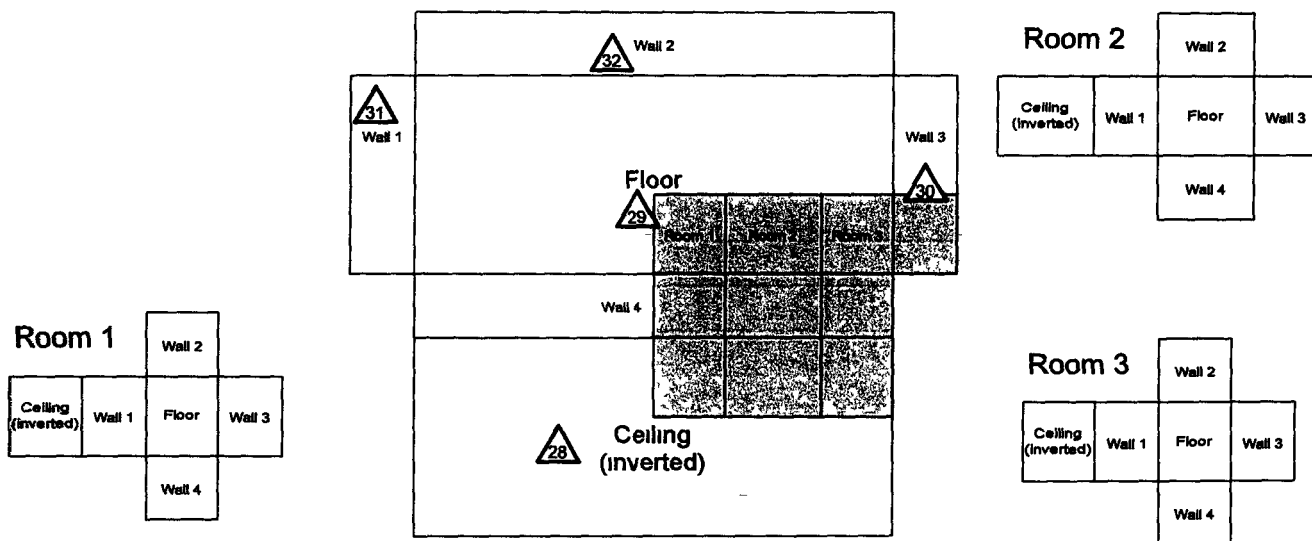 Wall 2
32
31
Wall 1
Wall 3
Floor
29
30
Room 1
Room 2
Room 3
Wall 4
28
Ceiling
(inverted)
Room 1
Wall 2
Ceiling
(inverted)
Wall 1
Floor
Wall 3
Wall 4
Room 2
Wall 2
Ceiling
(inverted)
Wall 1
Floor
Wall 3
Wall 4
Room 3
Wall 2
Ceiling
(inverted)
Wall 1
Floor
Wall 3
Wall 4